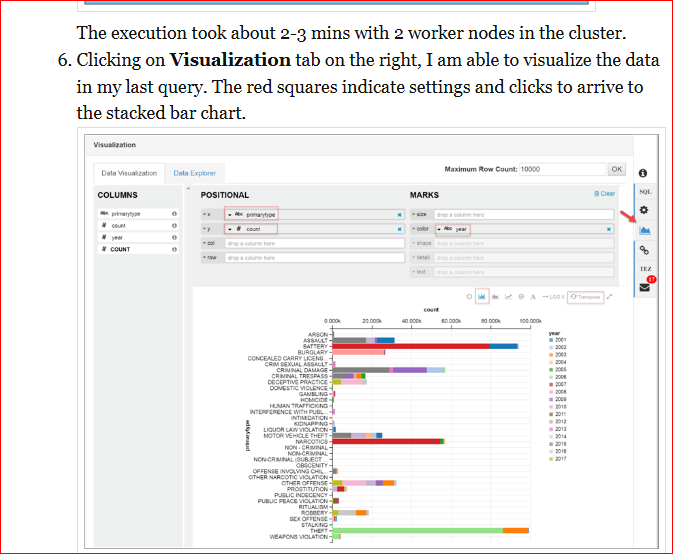 The execution took about 2-3 mins with 2 worker nodes in the cluster.
6. Clicking on Visualization tab on the right, I am able to visualize the data
in my last query. The red squares indicate settings and clicks to arrive to
the stacked bar chart.
Visualization
Data Visualization Data Explorer Maximum Row Count: 10000 OK
COLUMNS POSITIONAL MARKS Clear SQL
Abc primarytype x Abc primarytype size drop a column here
# count y # count color Abc year
# year col drop a column here shape drop a column here
# COUNT row drop a column here detail drop a column here
text drop a column here TEZ
17
A LOG X Transpose
count
0.000k 20.000k 40.000k 60.000k 80.000k 100.000k
primarytype
ARSON
ASSAULT
BATTERY
BURGLARY
CONCEALED CARRY LICENS...
CRIM SEXUAL ASSAULT
CRIMINAL DAMAGE
CRIMINAL TRESPASS
DECEPTIVE PRACTICE
DOMESTIC VIOLENCE
GAMBLING
HOMICIDE
HUMAN TRAFFICKING
INTERFERENCE WITH PUBL...
INTIMIDATION
KIDNAPPING
LIQUOR LAW VIOLATION
MOTOR VEHICLE THEFT
NARCOTICS
NON - CRIMINAL
NON-CRIMINAL
NON-CRIMINAL (SUBJECT ...
OBSCENITY
OFFENSE INVOLVING CHIL...
OTHER NARCOTIC VIOLATION
OTHER OFFENSE
PROSTITUTION
PUBLIC INDECENCY
PUBLIC PEACE VIOLATION
RITUALISM
ROBBERY
SEX OFFENSE
STALKING
THEFT
WEAPONS VIOLATION
year
2001
2002
2003
2004
2005
2006
2007
2008
2009
2010
2011
2012
2013
2014
2015
2016
2017